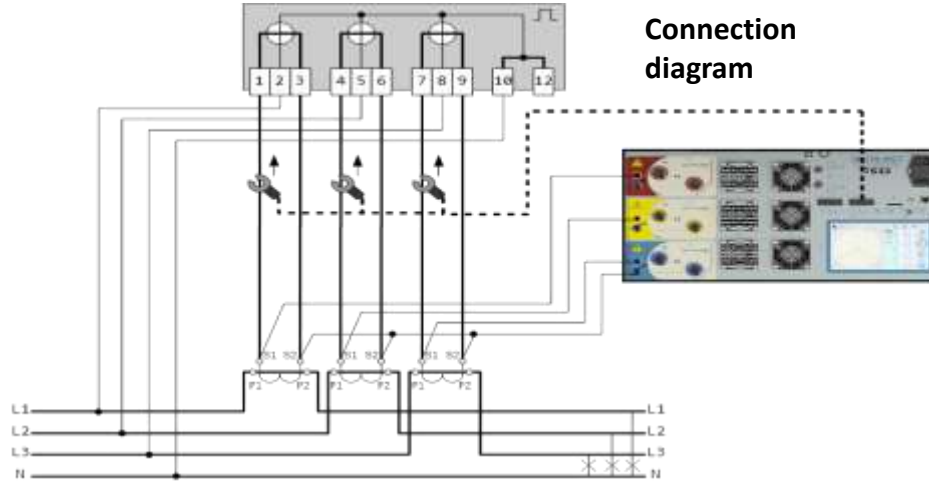 Connection
diagram
1 2 3 4 5 6 7 8 9 10 12
S1 S2 S1 S2 S1 S2
P1 P2 P1 P2 P1 P2
L1 L1
L2 L2
L3 L3
N N